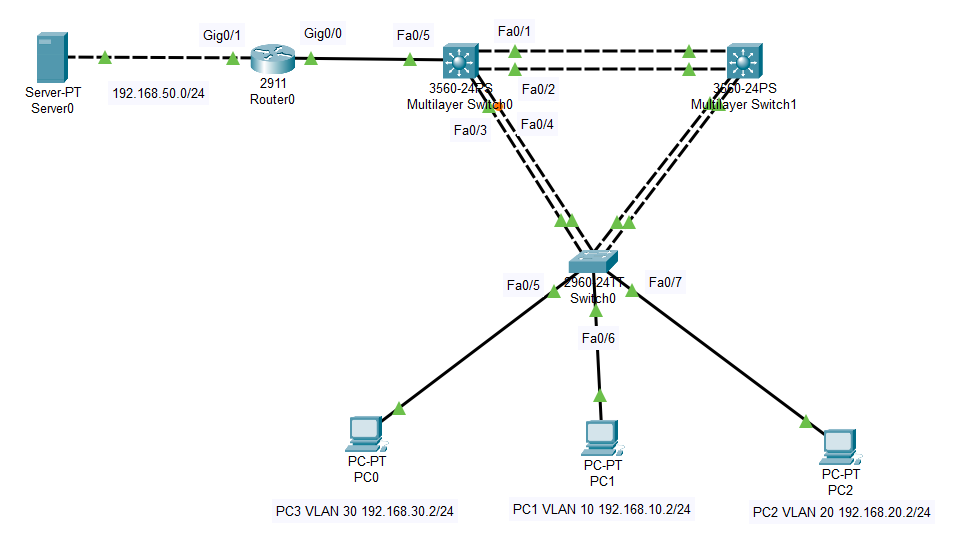 Gig0/1
Gig0/0
Fa0/5
Fa0/1
Server-PT
Server0
192.168.50.0/24
2911
Router0
3560-24PS
Multilayer Switch0
Fa0/2
3560-24PS
Multilayer Switch1
Fa0/3
Fa0/4
Fa0/5
2960-24TT
Switch0
Fa0/7
Fa0/6
PC-PT
PC0
PC-PT
PC1
PC-PT
PC2
PC3 VLAN 30 192.168.30.2/24
PC1 VLAN 10 192.168.10.2/24
PC2 VLAN 20 192.168.20.2/24